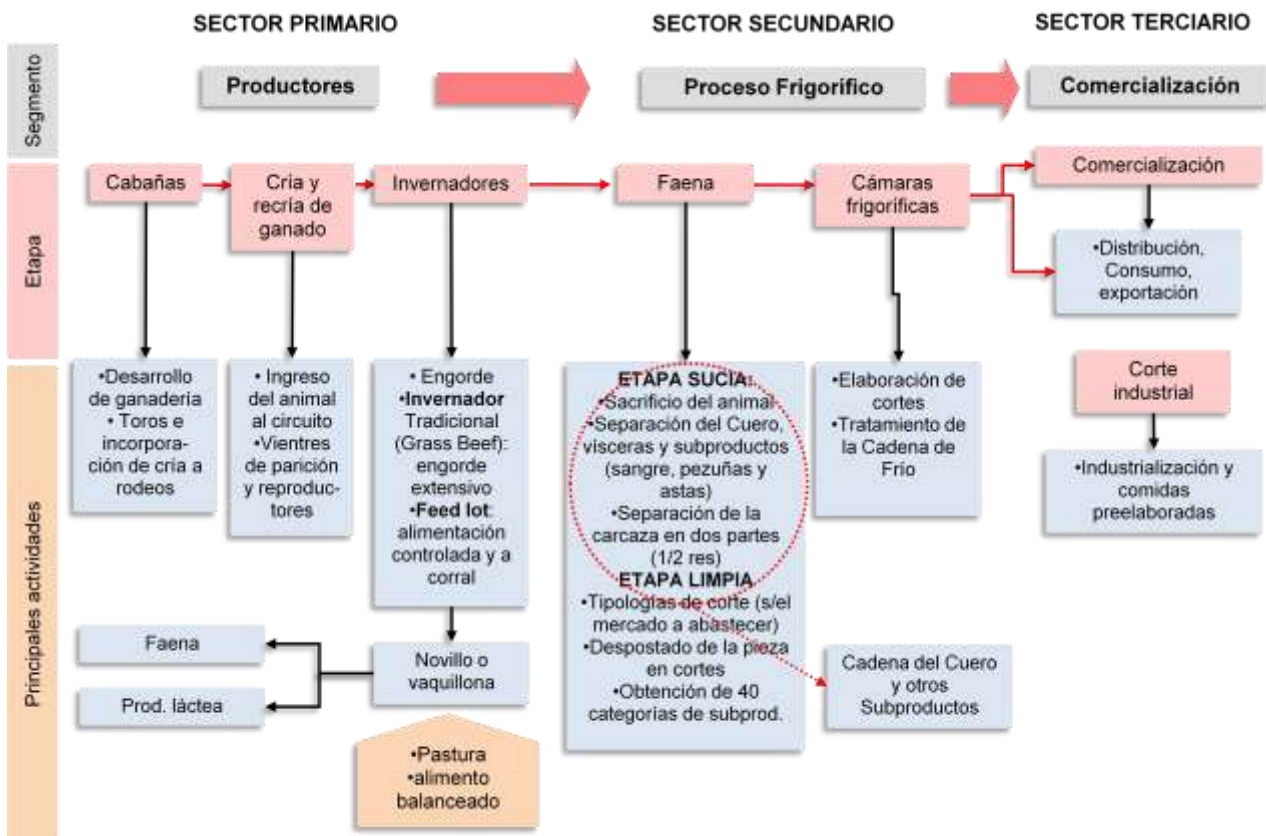 SECTOR PRIMARIO
SECTOR SECUNDARIO
SECTOR TERCIARIO
Segmento
Productores
Proceso Frigorífico
Comercialización
Etapa
Cabañas
Cría y
recría de
ganado
Invernadores
Faena
Cámaras
frigoríficas
Comercialización
•Distribución,
Consumo,
exportación
Principales actividades
•Desarrollo
de ganadería
• Toros e
incorpora-
ción de cría a
rodeos
• Ingreso
del animal
al circuito
•Vientres
de parición
y reproduc-
tores
• Engorde
•Invernador
Tradicional
(Grass Beef):
engorde
extensivo
•Feed lot:
alimentación
controlada y a
corral
ETAPA SUCIA:
•Sacrificio del animal
•Separación del Cuero,
vísceras y subproductos
(sangre, pezuñas y
astas)
•Separación de la
carcaza en dos partes
(1/2 res)
ETAPA LIMPIA
•Tipologías de corte (s/el
mercado a abastecer)
•Despostado de la pieza
en cortes
•Obtención de 40
categorías de subprod.
•Elaboración de
cortes
•Tratamiento de
la Cadena de
Frío
Corte
industrial
•Industrialización y
comidas
preelaboradas
Faena
Prod. láctea
Novillo o
vaquillona
Cadena del Cuero
y otros
Subproductos
•Pastura
•alimento
balanceado